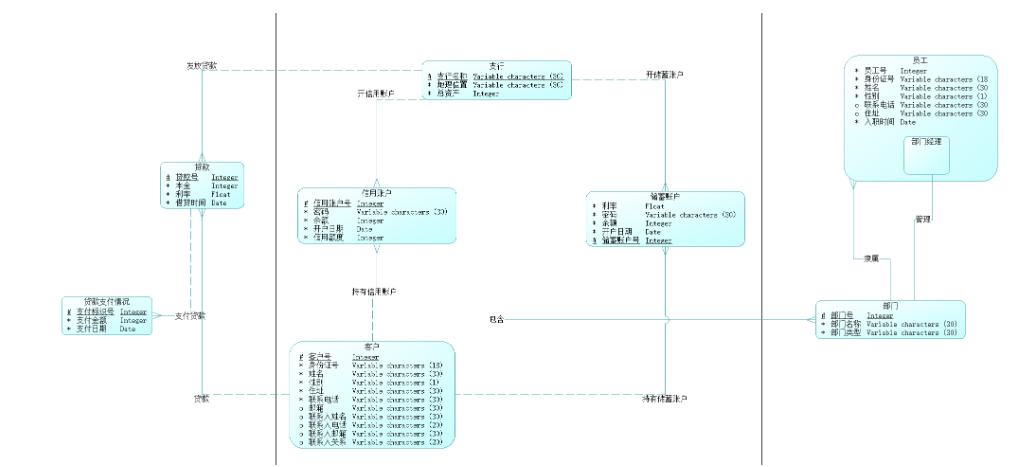 发放贷款
支行
# 支行名称 Variable characters (30)
* 地理位置 Variable characters (30)
* 总资产 Integer
开信用账户
开储蓄账户
员工
* 员工号 Integer
* 身份证号 Variable characters (18
* 姓名 Variable characters (30
* 性别 Variable characters (1)
o 联系电话 Variable characters (30
o 住址 Variable characters (30
* 入职时间 Date
部门经理
贷款
# 贷款号 Integer
* 本金 Integer
* 利率 Float
* 借贷时间 Date
信用账户
# 信用账户号 Integer
* 密码 Variable characters (30)
* 余额 Integer
* 开户日期 Date
* 信用额度 Integer
储蓄账户
* 利率 Float
* 密码 Variable characters (30)
* 余额 Integer
* 开户日期 Date
# 储蓄账户号 Integer
管理
隶属
持有信用账户
贷款支付情况
# 支付标识号 Integer
* 支付金额 Integer
* 支付日期 Date
支付贷款
包含
部门
# 部门号 Integer
* 部门名称 Variable characters (30)
* 部门类型 Variable characters (30)
客户
# 客户号 Integer
* 身份证号 Variable characters (18)
* 姓名 Variable characters (30)
* 性别 Variable characters (1)
* 住址 Variable characters (30)
* 联系电话 Variable characters (30)
o 邮箱 Variable characters (30)
o 联系人姓名 Variable characters (30)
o 联系人电话 Variable characters (20)
o 联系人邮箱 Variable characters (30)
o 联系人关系 Variable characters (20)
贷款
持有储蓄账户